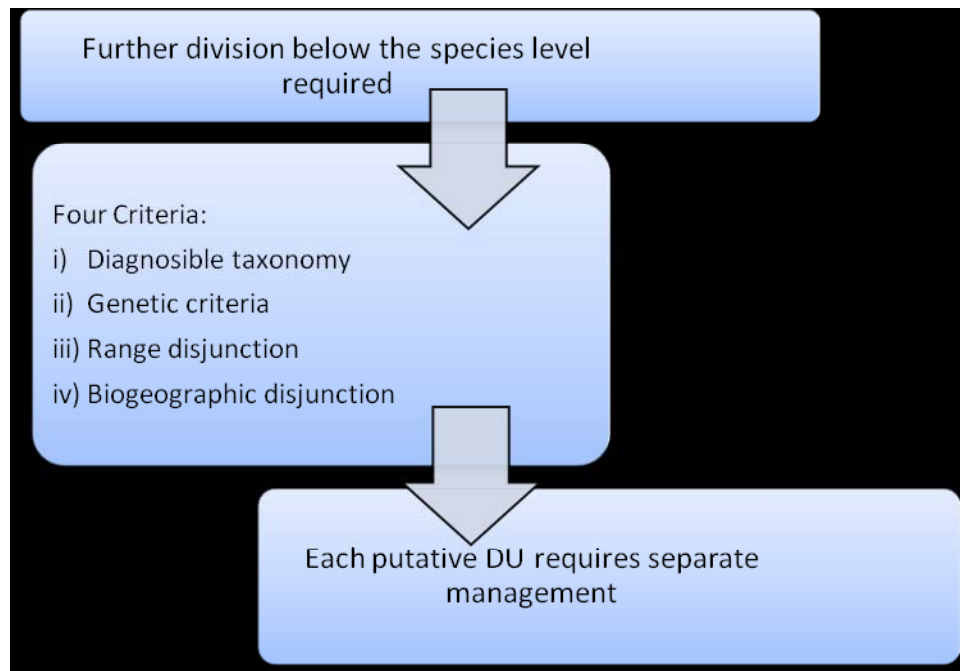 Further division below the species level
required
Four Criteria:
i) Diagnosible taxonomy
ii) Genetic criteria
iii) Range disjunction
iv) Biogeographic disjunction
Each putative DU requires separate
management